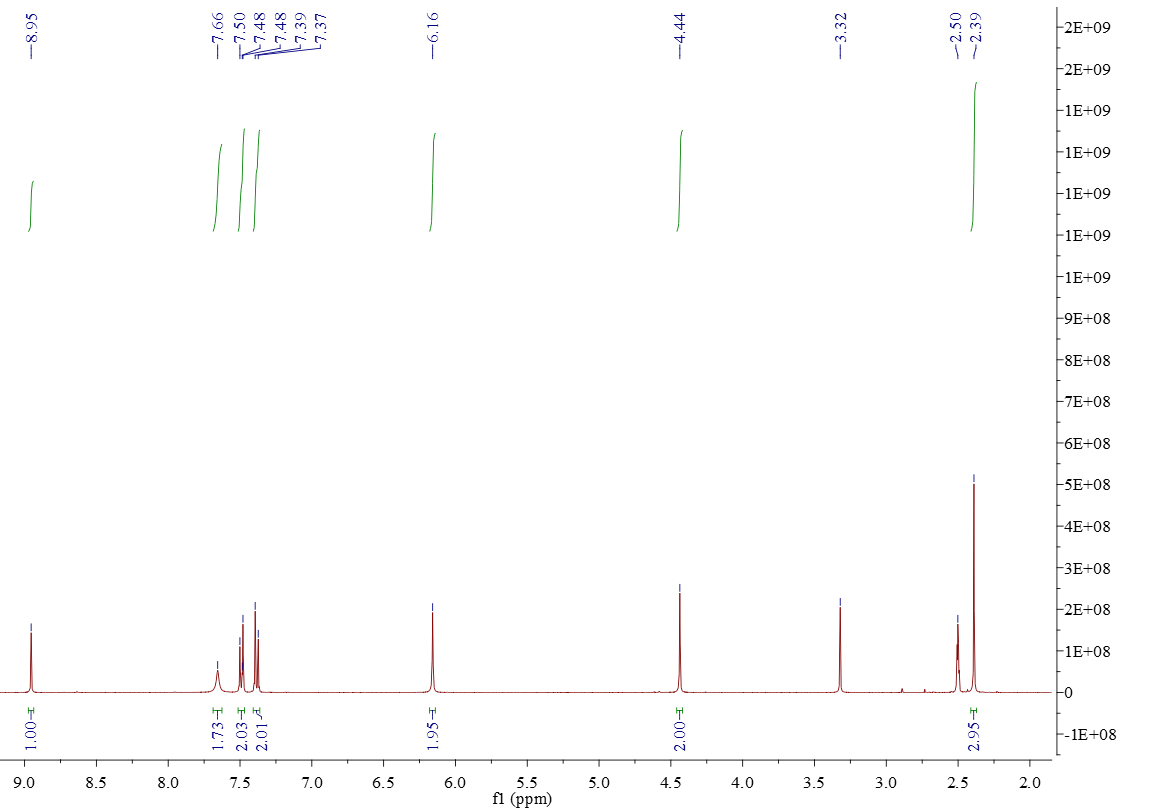 8.95
7.66
7.50
7.48
7.48
7.39
7.37
6.16
4.44
3.32
2.50
2.39
2E+09
2E+09
1E+09
1E+09
1E+09
1E+09
1E+09
9E+08
8E+08
7E+08
6E+08
5E+08
4E+08
3E+08
2E+08
1E+08
0
-1E+08
1.00
1.73
2.03
2.01
1.95
2.00
2.95
9.0 8.5 8.0 7.5 7.0 6.5 6.0 5.5 5.0 4.5 4.0 3.5 3.0 2.5 2.0
f1 (ppm)